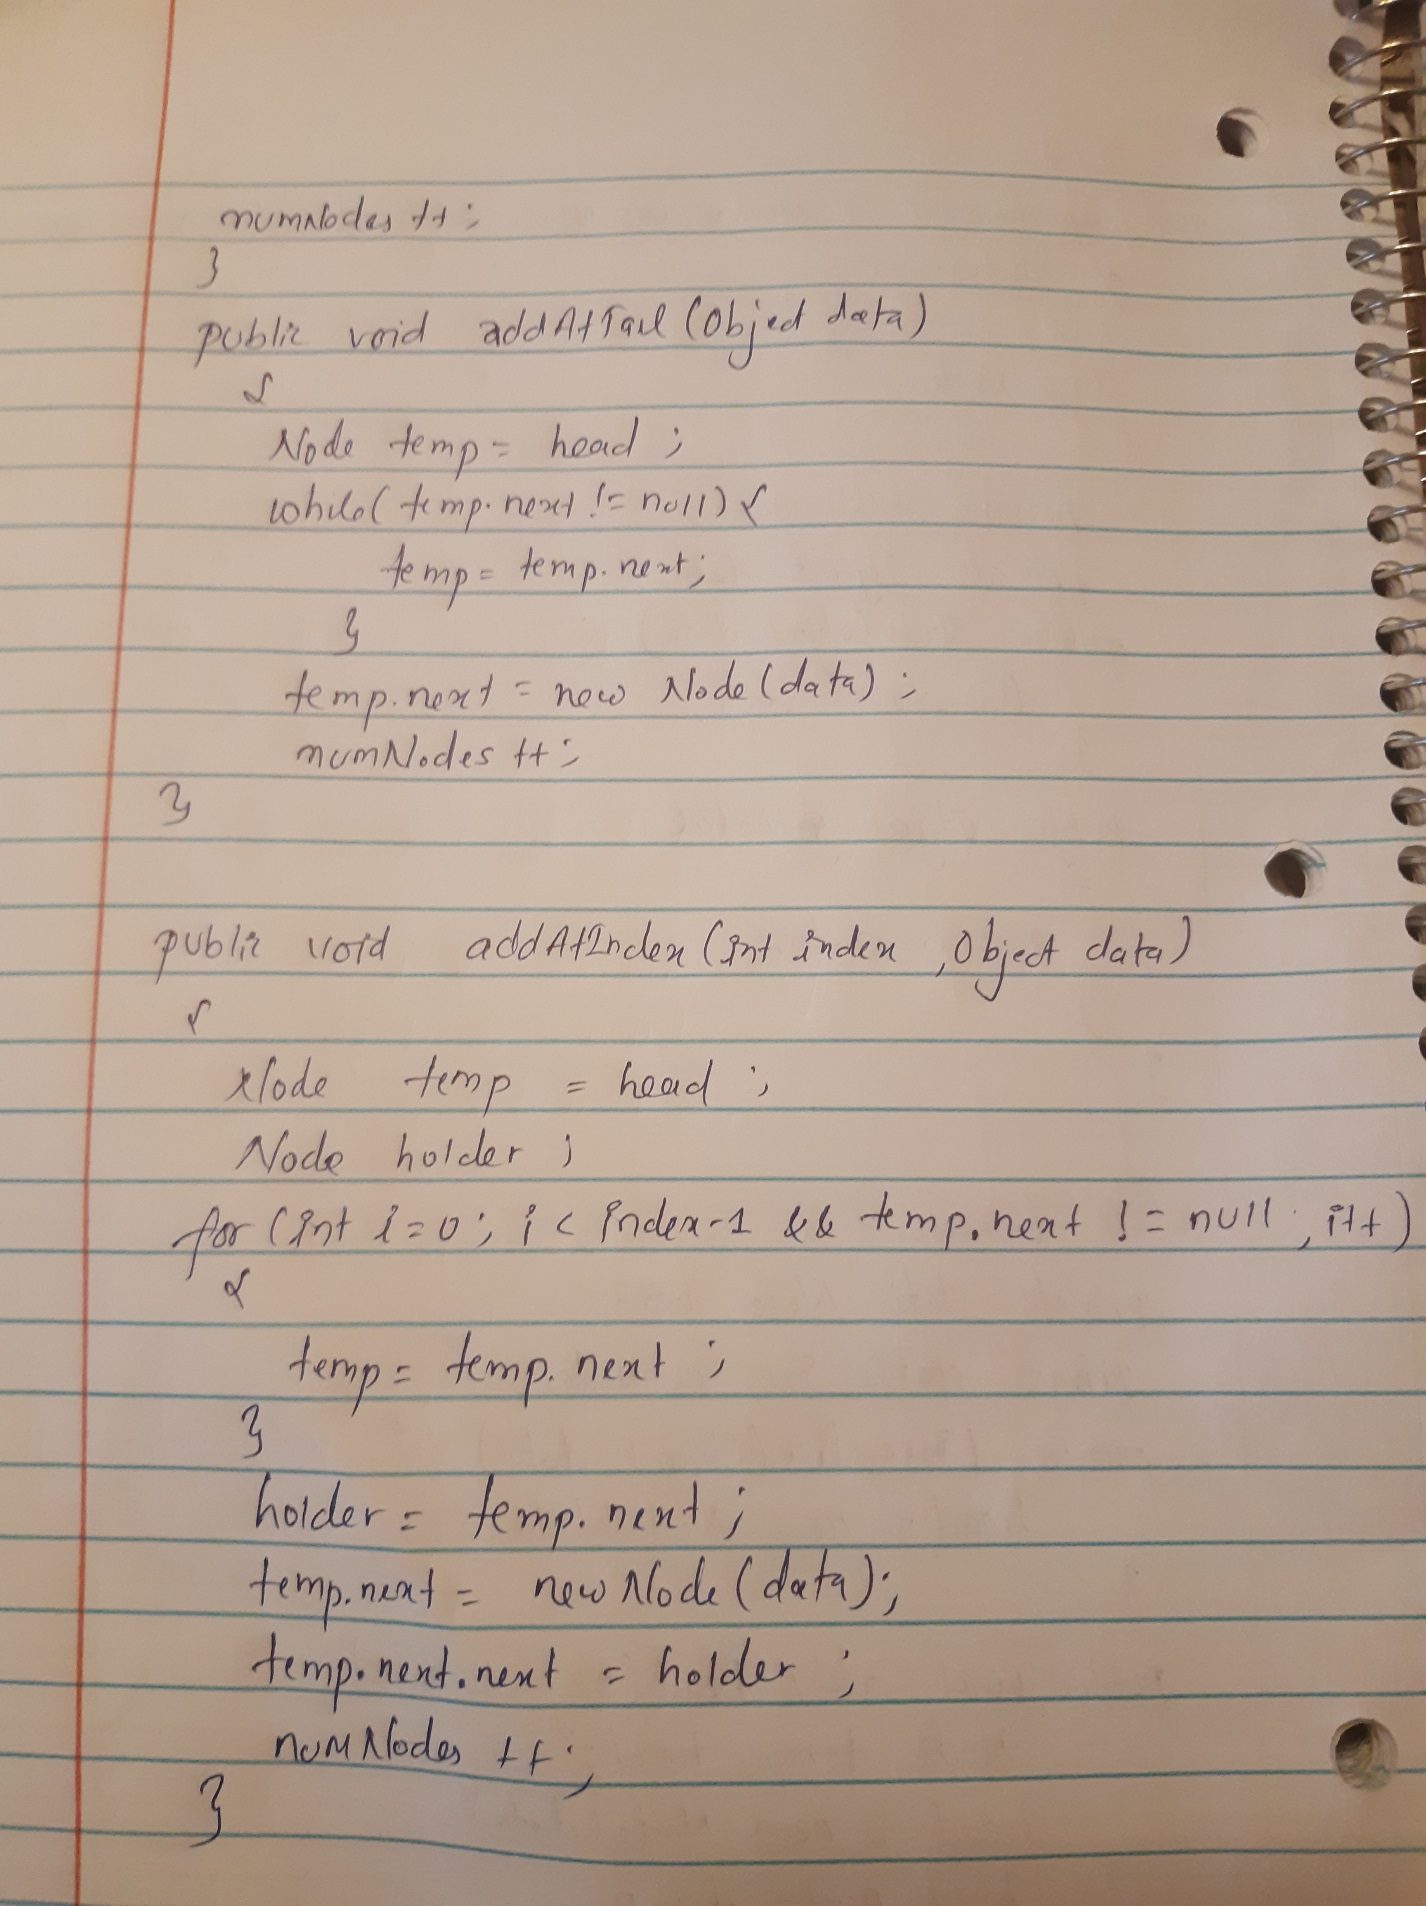 numNodes ++;
}
public void addAtTail (Object data)
{
Node temp = head ;
while( temp.next != null) {
temp = temp.next;
}
temp.next = new Node (data) ;
numNodes ++;
}
public void addAtIndex (int index , Object data)
{
Node temp = head ;
Node holder ;
for (int i=0; i < index-1 && temp.next != null ; i++)
{
temp = temp.next ;
}
holder = temp.next ;
temp.next = new Node (data);
temp.next.next = holder ;
numNodes ++;
}